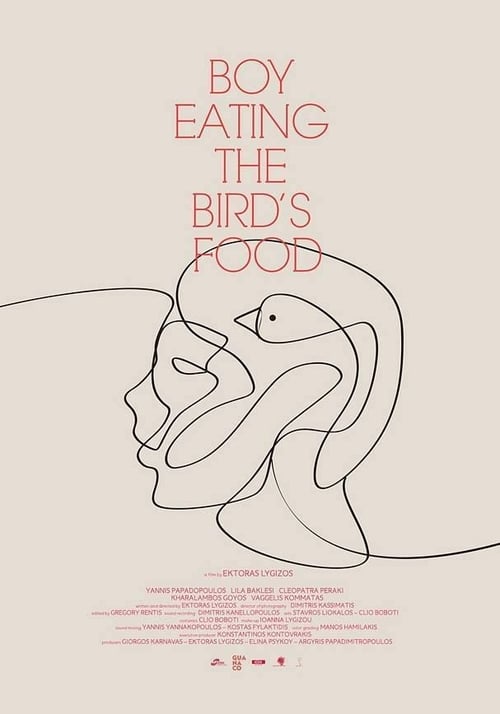 BOY
EATING
THE
BIRD'S
FOOD
a film by EKTORAS LYGIZOS
YANNIS PAPADOPOULOS LILA BAKLESI CLEOPATRA PERAKI
KHARALAMBOS GOYOS VAGGELIS KOMMATAS
written and directed by EKTORAS LYGIZOS director of photography DIMITRIS KASSIMATIS
edited by GREGORY RENTIS sound recording DIMITRIS KANELLOPOULOS sets STAVROS LIOKALOS – CLIO BOBOTI
costumes CLIO BOBOTI make-up IOANNA LYGIZOU
sound mixing YANNIS YANNAKOPOULOS – KOSTAS FYLAKTIDIS color grading MANOS HAMILAKIS
executive producer KONSTANTINOS KONTOVRAKIS
producers GIORGOS KARNAVAS – EKTORAS LYGIZOS – ELINA PSYKOY – ARGYRIS PAPADIMITROPOULOS
GUA
NA
CO